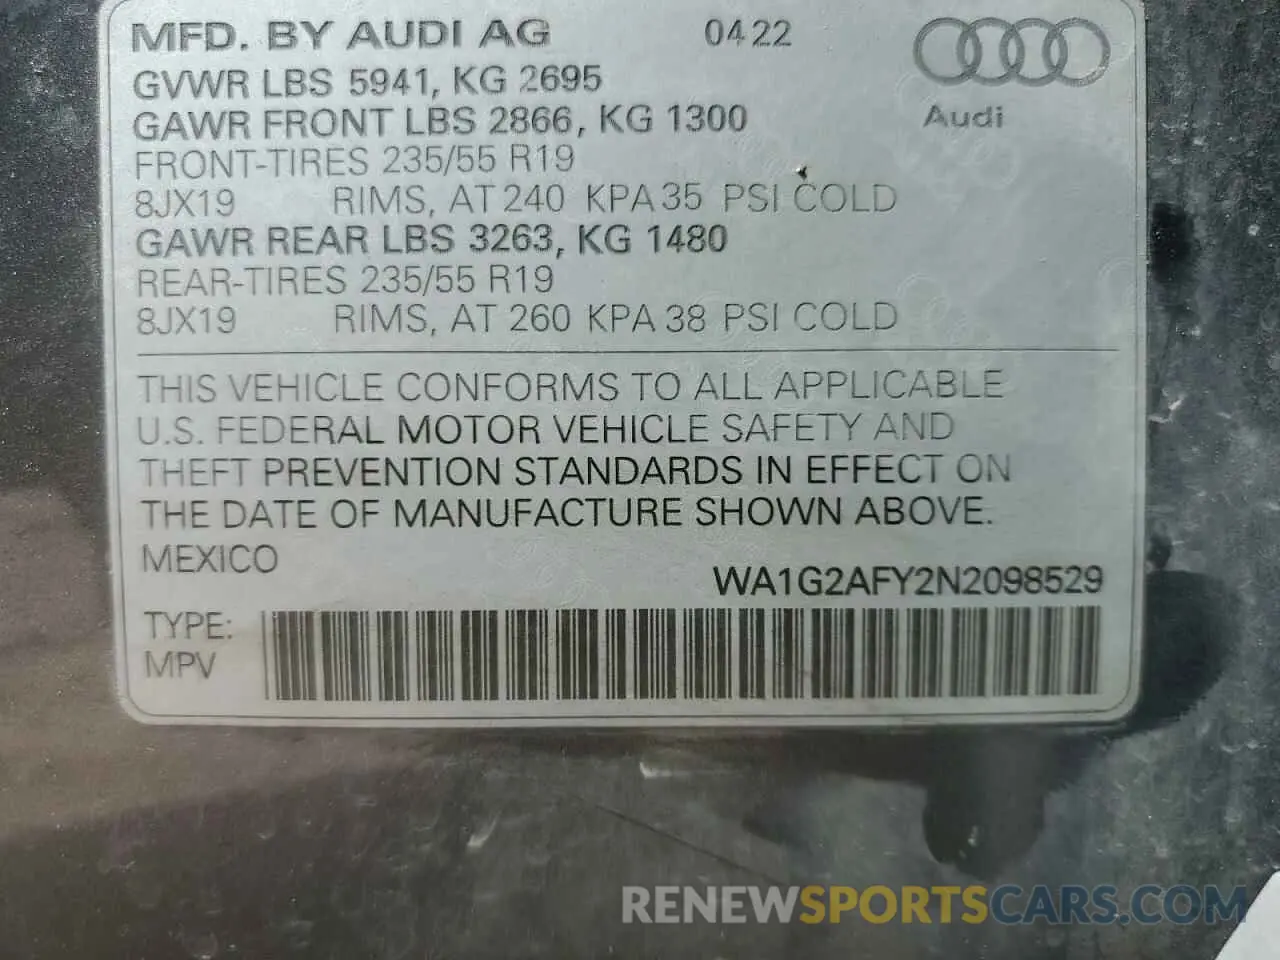 MFD. BY AUDI AG 0422
GVWR LBS 5941, KG 2695
GAWR FRONT LBS 2866, KG 1300
Audi
FRONT-TIRES 235/55 R19
8JX19 RIMS, AT 240 KPA 35 PSI COLD
GAWR REAR LBS 3263, KG 1480
REAR-TIRES 235/55 R19
8JX19 RIMS, AT 260 KPA 38 PSI COLD
THIS VEHICLE CONFORMS TO ALL APPLICABLE
U.S. FEDERAL MOTOR VEHICLE SAFETY AND
THEFT PREVENTION STANDARDS IN EFFECT ON
THE DATE OF MANUFACTURE SHOWN ABOVE.
MEXICO
WA1G2AFY2N2098529
TYPE:
MPV
RENEWSPORTSCARS.COM